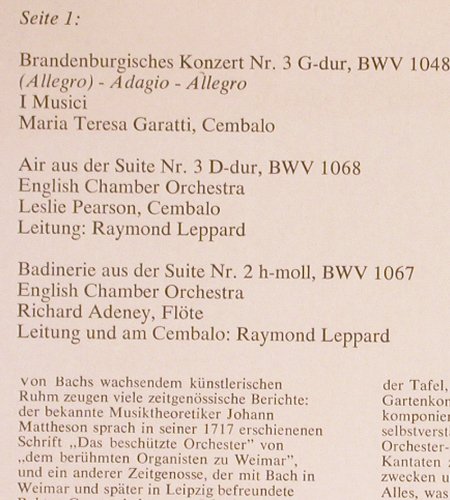 Seite 1:
Brandenburgisches Konzert Nr. 3 G-dur, BWV 1048
(Allegro) - Adagio - Allegro
I Musici
Maria Teresa Garatti, Cembalo
Air aus der Suite Nr. 3 D-dur, BWV 1068
English Chamber Orchestra
Leslie Pearson, Cembalo
Leitung: Raymond Leppard
Badinerie aus der Suite Nr. 2 h-moll, BWV 1067
English Chamber Orchestra
Richard Adeney, Flöte
Leitung und am Cembalo: Raymond Leppard
Von Bachs wachsendem künstlerischen
Ruhm zeugen viele zeitgenössische Berichte:
der bekannte Musiktheoretiker Johann
Mattheson sprach in seiner 1717 erschienenen
Schrift „Das beschützte Orchester" von
„dem berühmten Organisten zu Weimar",
und ein anderer Zeitgenosse, der mit Bach in
Weimar und später in Leipzig befreundete
der Tafel,
Gartenkon
komponier
selbstverst
Orchester-
Kantaten
zwecken u
Alles, was